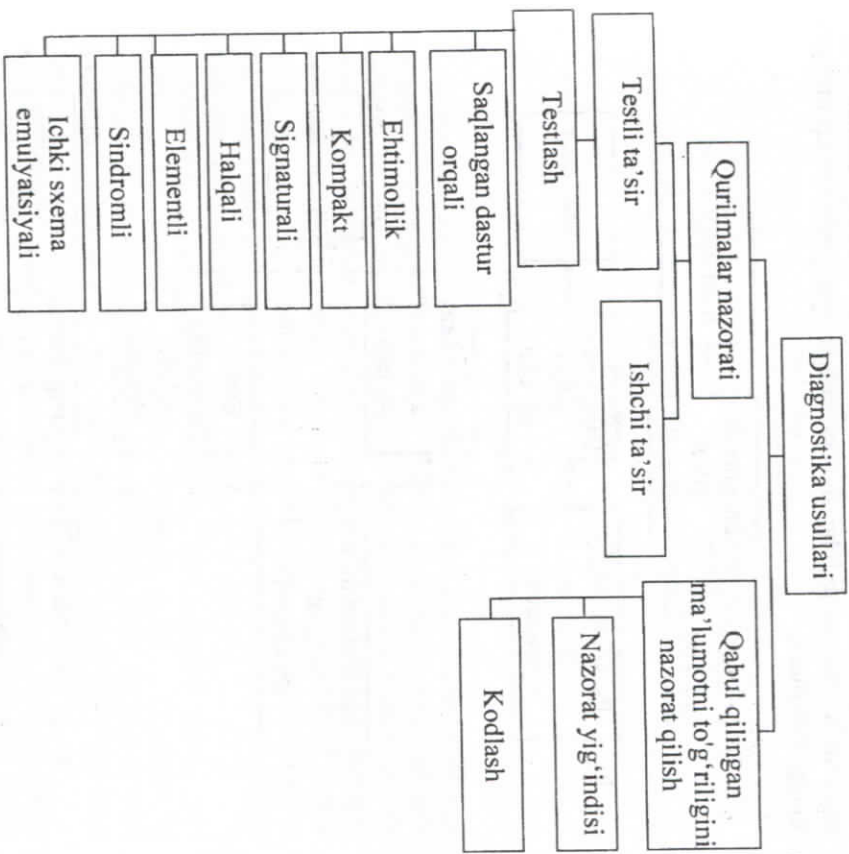 Diagnostika usullari
Qurilmalar nazorati
Qabul qilingan
ma’lumotni to'g‘riligini
nazorat qilish
Testli ta’sir
Ishchi ta’sir
Nazorat yig‘indisi
Kodlash
Testlash
Saqlangan dastur
orqali
Ehtimollik
Kompakt
Signaturali
Halqali
Elementli
Sindromli
Ichki sxema
emulyatsiyali